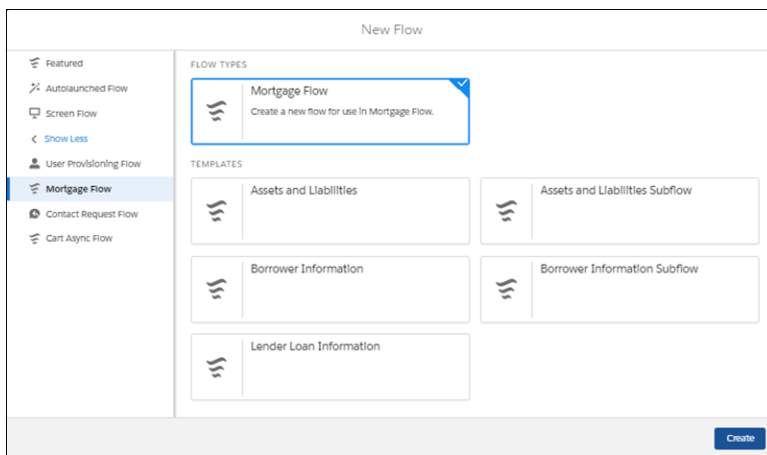 New Flow
Featured
Autolaunched Flow
Screen Flow
Show Less
User Provisioning Flow
Mortgage Flow
Contact Request Flow
Cart Async Flow
FLOW TYPES
Mortgage Flow
Create a new flow for use in Mortgage Flow.
TEMPLATES
Assets and Liabilities
Assets and Liabilities Subflow
Borrower Information
Borrower Information Subflow
Lender Loan Information
Create